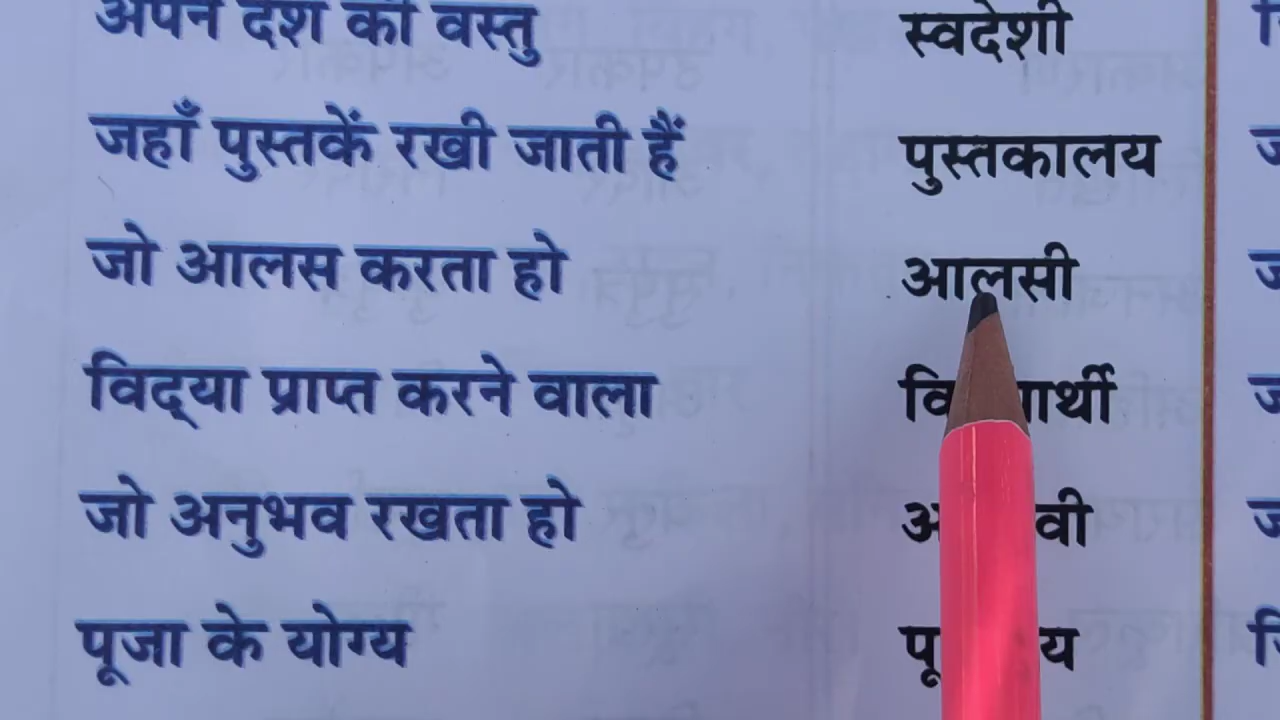 अपने देश की वस्तु स्वदेशी
जहाँ पुस्तकें रखी जाती हैं पुस्तकालय
जो आलस करता हो आलसी
विद्‌या प्राप्त करने वाला
जो अनुभव रखता हो
पूजा के योग्य